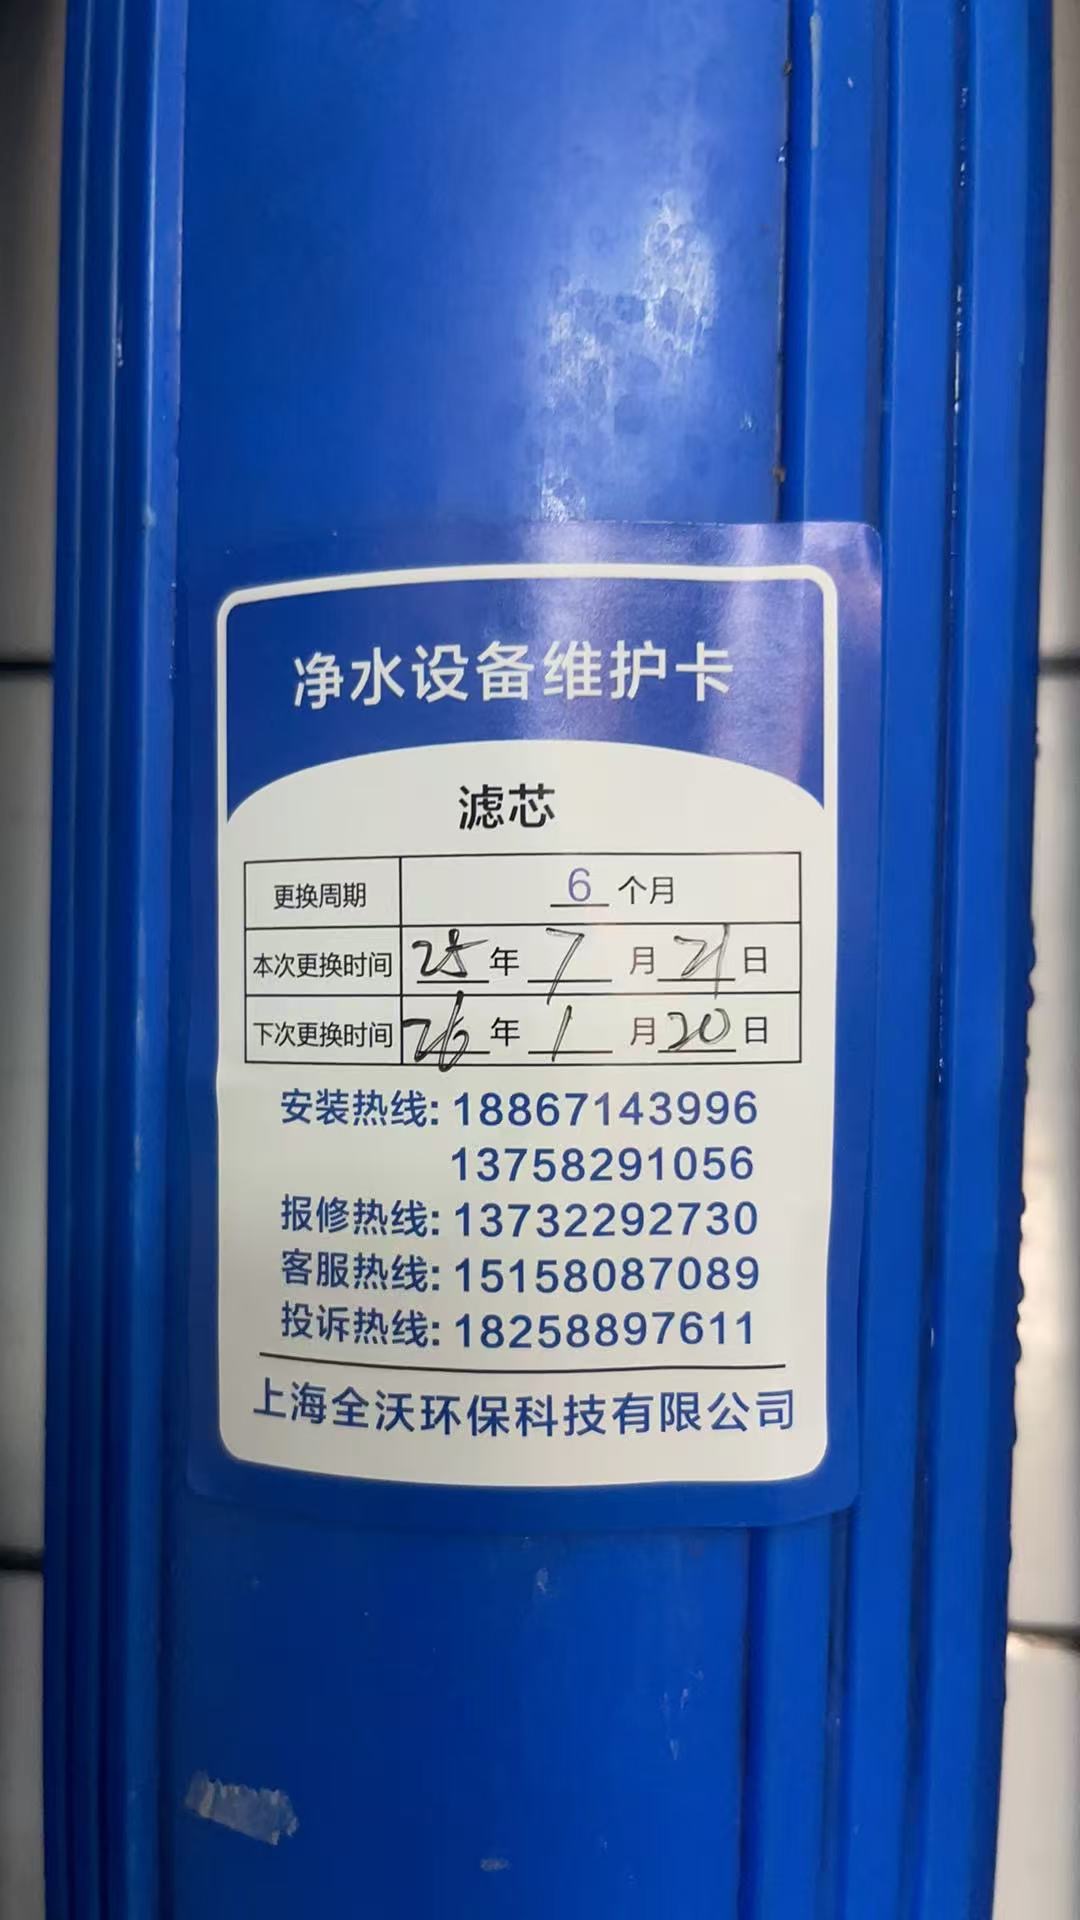 净水设备维护卡
滤芯
更换周期 6 个月
本次更换时间 25 年 7 月 21 日
下次更换时间 26 年 1 月 20 日
安装热线: 18867143996
13758291056
报修热线: 13732292730
客服热线: 15158087089
投诉热线: 18258897611
上海全沃环保科技有限公司